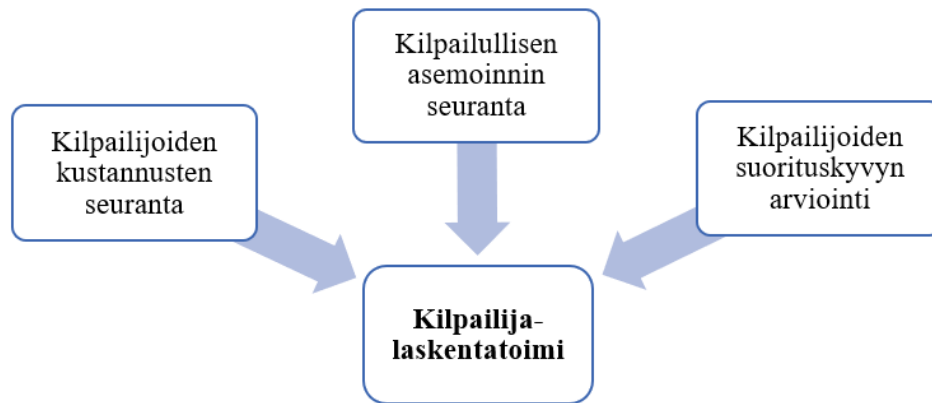 Kilpailullisen
asemoinnin
seuranta
Kilpailijoiden
kustannusten
seuranta
Kilpailijoiden
suorituskyvyn
arviointi
Kilpailija-
laskentatoimi